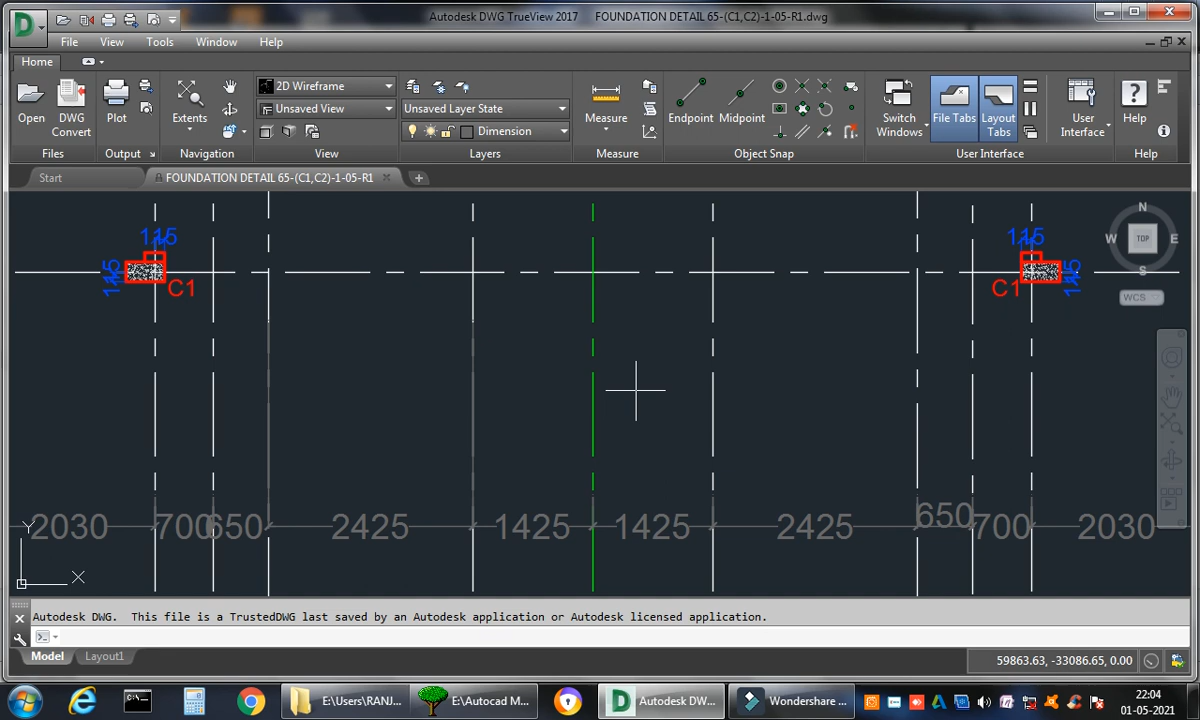 Autodesk DWG TrueView 2017 FOUNDATION DETAIL 65-(C1,C2)-1-05-R1.dwg
File View Tools Window Help
Home
Open
DWG Convert
Plot
Extents
2D Wireframe
Unsaved View
Unsaved Layer State
Dimension
Measure
Endpoint
Midpoint
Switch Windows
File Tabs
Layout Tabs
User Interface
Help
Files Output Navigation View Layers Measure Object Snap User Interface Help
Start FOUNDATION DETAIL 65-(C1,C2)-1-05-R1
N
W TOP E
S
WCS
115 115
C1 C1
2030 700 650 2425 1425 1425 2425 650 700 2030
Y
X
Autodesk DWG. This file is a TrustedDWG last saved by an Autodesk application or Autodesk licensed application.
Model Layout1
59863.63, -33086.65, 0.00
E:\Users\RANJ... E:\Autocad M... Autodesk DW... Wondershare ...
22:04
01-05-2021